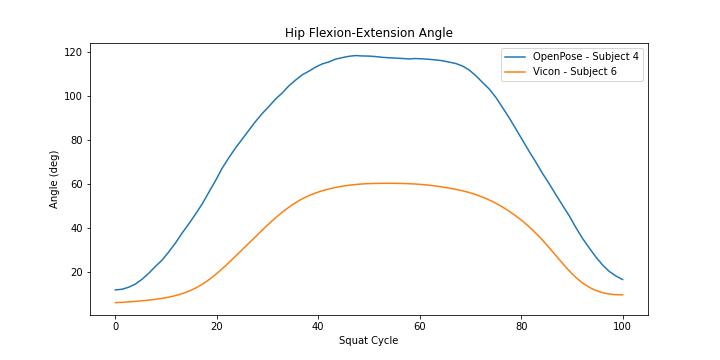 Hip Flexion-Extension Angle
OpenPose - Subject 4
Vicon - Subject 6
Angle (deg)
120
100
80
60
40
20
0 20 40 60 80 100
Squat Cycle